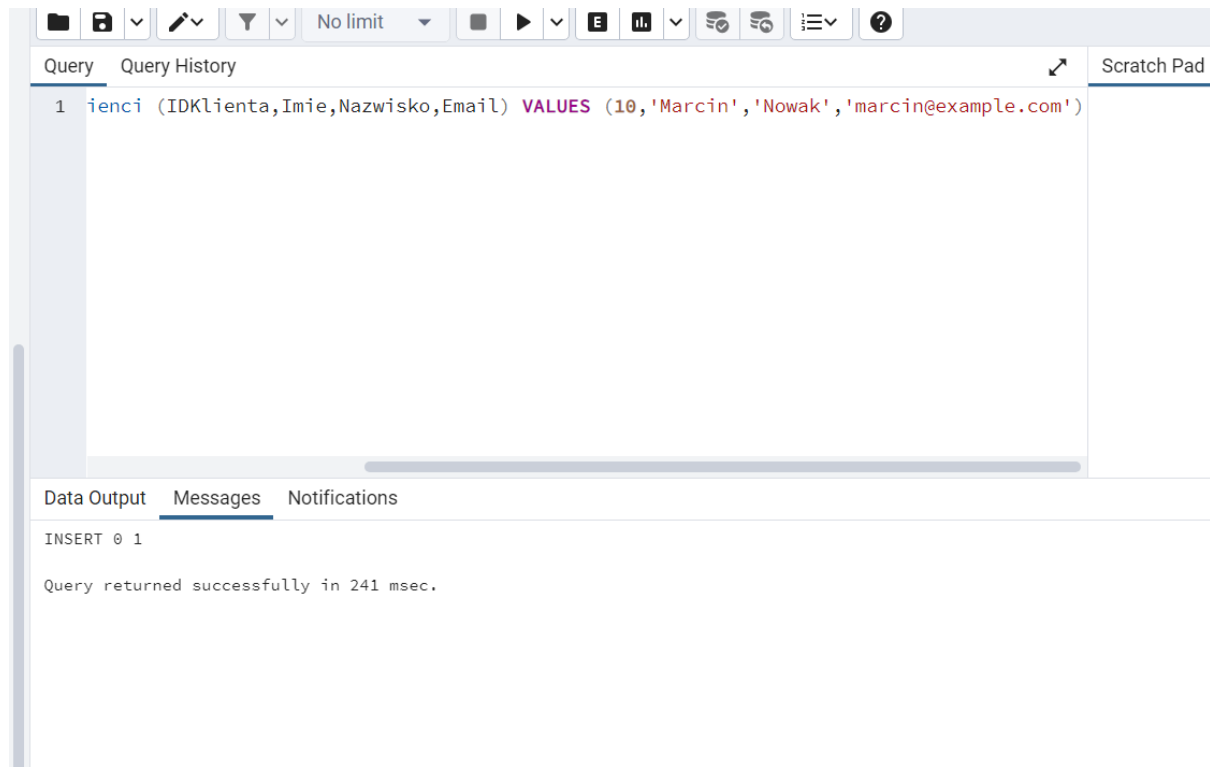 No limit
E
Query Query History
Scratch Pad
1 ienci (IDKlienta,Imie,Nazwisko,Email) VALUES (10,'Marcin','Nowak','marcin@example.com')
Data Output Messages Notifications
INSERT 0 1
Query returned successfully in 241 msec.